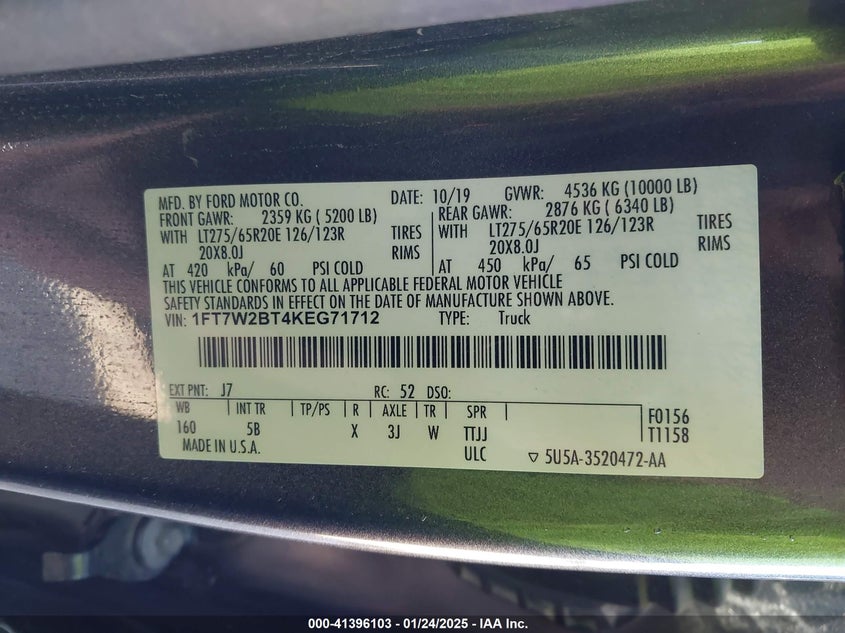 MFD. BY FORD MOTOR CO. DATE: 10/19 GVWR: 4536 KG (10000 LB)
FRONT GAWR: 2359 KG ( 5200 LB) REAR GAWR: 2876 KG ( 6340 LB)
WITH LT275/65R20E 126/123R TIRES WITH LT275/65R20E 126/123R TIRES
20X8.0J RIMS 20X8.0J RIMS
AT 420 kPa/ 60 PSI COLD AT 450 kPa/ 65 PSI COLD
THIS VEHICLE CONFORMS TO ALL APPLICABLE FEDERAL MOTOR VEHICLE
SAFETY STANDARDS IN EFFECT ON THE DATE OF MANUFACTURE SHOWN ABOVE.
VIN: 1FT7W2BT4KEG71712 TYPE: Truck
EXT PNT: J7 RC: 52 DSO:
WB INT TR TP/PS R AXLE TR SPR F0156
160 5B X 3J W TTJJ T1158
MADE IN U.S.A. ULC ▽ 5U5A-3520472-AA
000-41396103 - 01/24/2025 - IAA Inc.